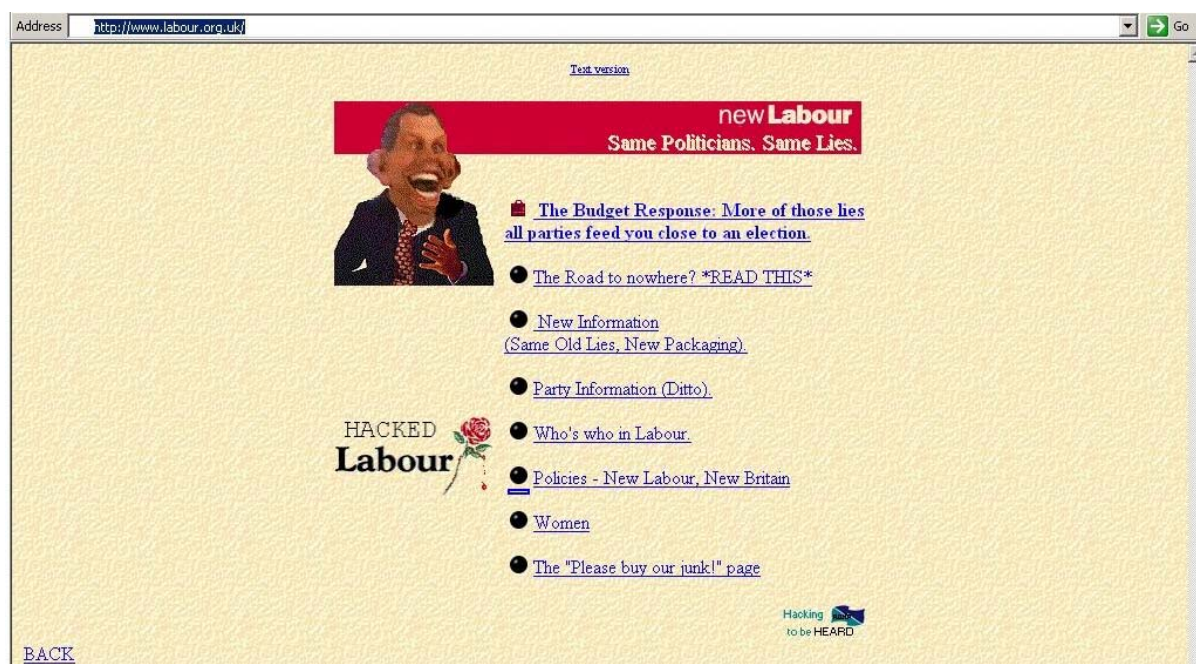 Address http://www.labour.org.uk/ Go
Text version
new Labour
Same Politicians. Same Lies.
The Budget Response: More of those lies
all parties feed you close to an election.
The Road to nowhere? *READ THIS*
New Information
(Same Old Lies, New Packaging).
Party Information (Ditto).
HACKED
Labour
Who's who in Labour.
Policies - New Labour, New Britain
Women
The "Please buy our junk!" page
Hacking
to be HEARD
BACK